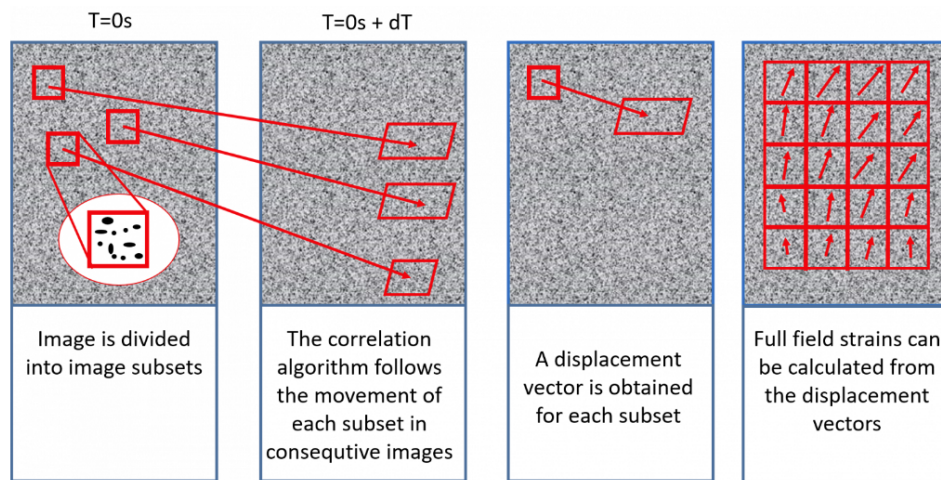 T=0s
T=0s + dT
Image is divided
into image subsets
The correlation
algorithm follows
the movement of
each subset in
consequtive images
A displacement
vector is obtained
for each subset
Full field strains can
be calculated from
the displacement
vectors